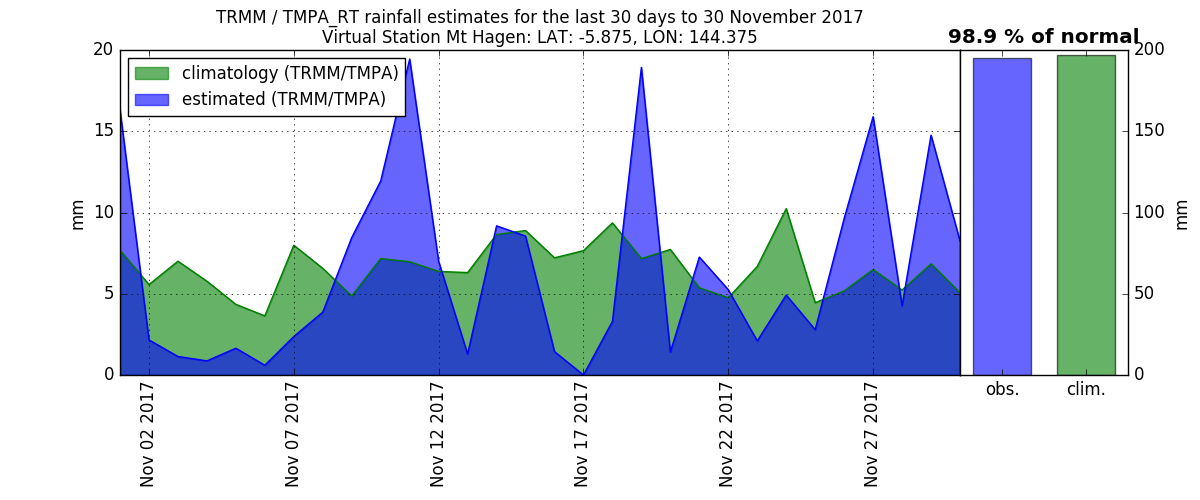 TRMM / TMPA_RT rainfall estimates for the last 30 days to 30 November 2017
Virtual Station Mt Hagen: LAT: -5.875, LON: 144.375
98.9 % of normal
climatology (TRMM/TMPA)
estimated (TRMM/TMPA)
20
15
10
5
0
mm
200
150
100
50
0
mm
Nov 02 2017
Nov 07 2017
Nov 12 2017
Nov 17 2017
Nov 22 2017
Nov 27 2017
obs.
clim.